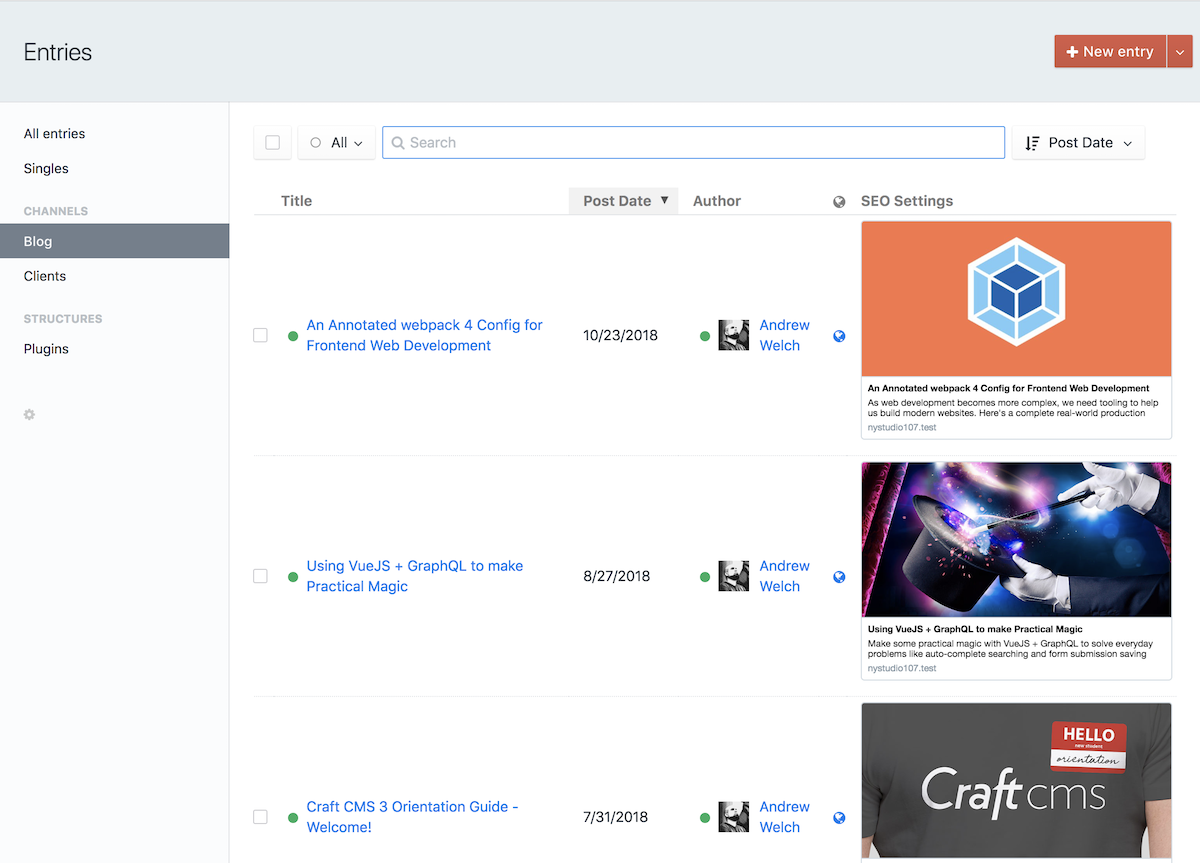 Entries
New entry
All entries
Singles
CHANNELS
Blog
Clients
STRUCTURES
Plugins
All
Search
Post Date
Title
Post Date ▼
Author
SEO Settings
An Annotated webpack 4 Config for
Frontend Web Development
10/23/2018
Andrew
Welch
An Annotated webpack 4 Config for Frontend Web Development
As web development becomes more complex, we need tooling to help
us build modern websites. Here's a complete real-world production
nystudio107.test
Using VueJS + GraphQL to make
Practical Magic
8/27/2018
Andrew
Welch
Using VueJS + GraphQL to make Practical Magic
Make some practical magic with VueJS + GraphQL to solve everyday
problems like auto-complete searching and form submission saving
nystudio107.test
Craft CMS 3 Orientation Guide -
Welcome!
7/31/2018
Andrew
Welch
HELLO
new student
orientation
Craft cms